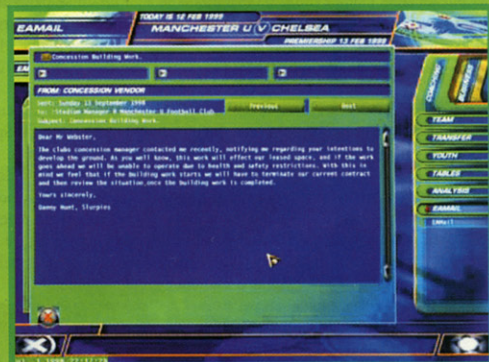 EAMAIL
TODAY IS 12 FEB 1999
MANCHESTER U V CHELSEA
PREMIERSHIP 13 FEB 1999
Concession Building Work.
FROM: CONCESSION VENDOR
Sent: Sunday 13 September 1998
To: :Stadium Manager @ Manchester U Football Club
Subject: Concession Building Work.
Previous
Next
Dear Mr Webster,
The clubs concession manager contacted me recently, notifying me regarding your intentions to
develop the ground. As you well know, this work will effect our leased space, and if the work
goes ahead we will be unable to operate due to health and safety restrictions. With this in
mind we feel that if the building work starts we will have to terminate our current contract
and then review the situation,once the building work is completed.
Yours sincerely,
Danny Hunt, Slurpies
TEAM
TRANSFER
YOUTH
TABLES
ANALYSIS
EAMAIL
EMail